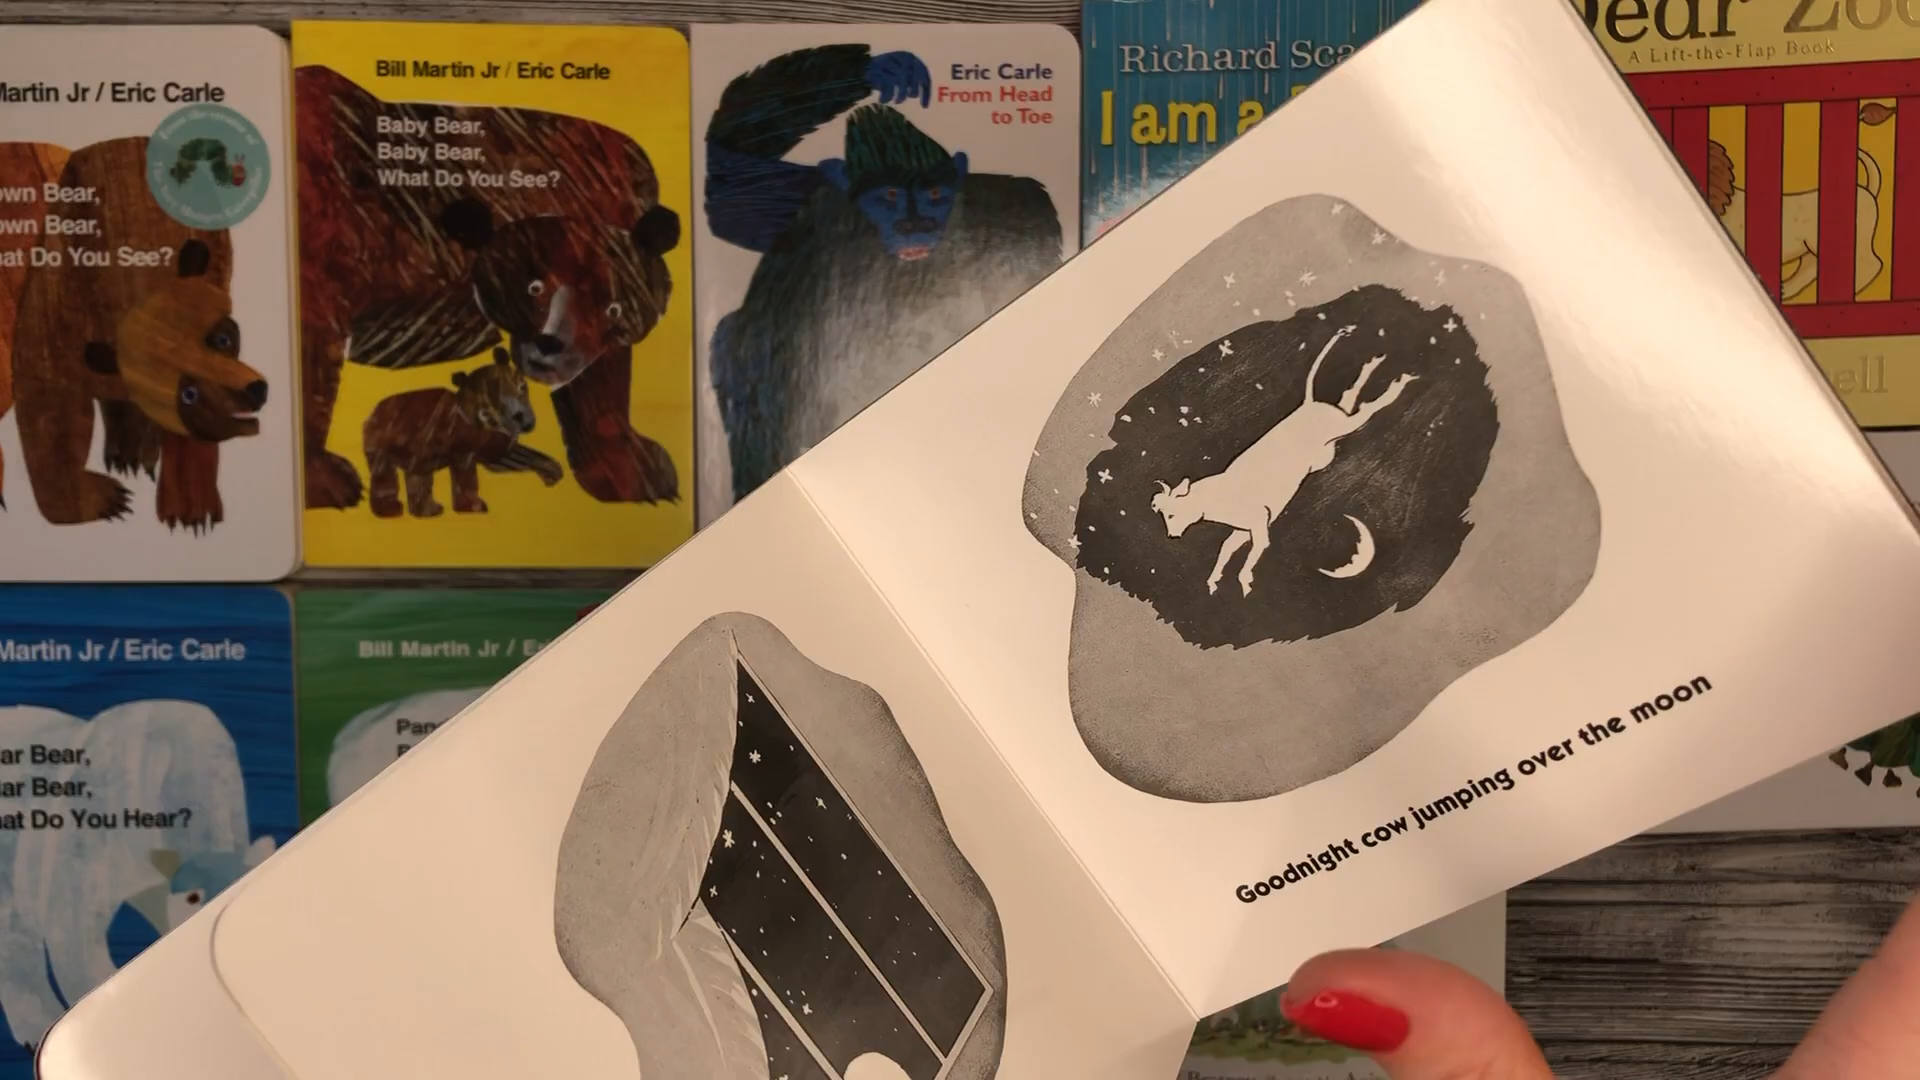 Martin Jr / Eric Carle
own Bear,
own Bear,
at Do You See?
Bill Martin Jr / Eric Carle
Baby Bear,
Baby Bear,
What Do You See?
Eric Carle
From Head
to Toe
Richard Sca
I am a
Dear Zoo
A Lift-the-Flap Book
ell
Martin Jr / Eric Carle
ar Bear,
ar Bear,
at Do You Hear?
Bill Martin Jr / E
Pan
Goodnight cow jumping over the moon